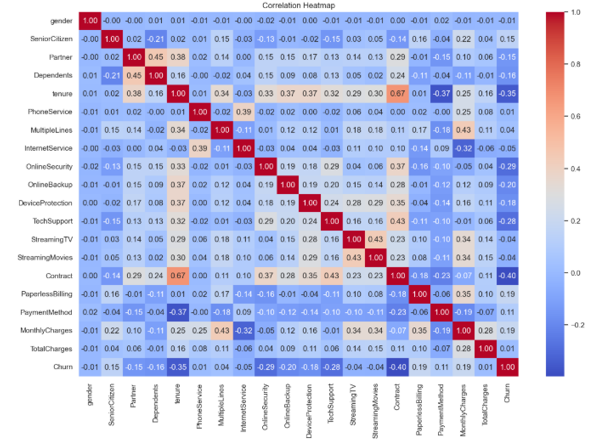 Correlation Heatmap
gender 1.00 -0.00 -0.00 0.01 0.01 -0.01 -0.01 -0.00 -0.02 -0.01 0.00 -0.01 -0.01 -0.01 0.00 -0.01 0.02 -0.01 -0.01 -0.01
SeniorCitizen -0.00 1.00 0.02 -0.21 0.02 0.01 0.15 -0.03 -0.13 -0.01 -0.02 -0.15 0.03 0.05 -0.14 0.16 -0.04 0.22 0.04 0.15
Partner -0.00 0.02 1.00 0.45 0.38 0.02 0.14 0.00 0.15 0.15 0.17 0.13 0.14 0.13 0.29 -0.01 -0.15 0.10 0.06 -0.15
Dependents 0.01 -0.21 0.45 1.00 0.16 -0.00 -0.02 0.04 0.15 0.09 0.08 0.13 0.05 0.02 0.24 -0.11 -0.04 -0.11 -0.01 -0.16
tenure 0.01 0.02 0.38 0.16 1.00 0.01 0.34 -0.03 0.33 0.37 0.37 0.32 0.29 0.30 0.67 0.01 -0.37 0.25 0.16 -0.35
PhoneService -0.01 0.01 0.02 -0.00 0.01 1.00 -0.02 0.39 -0.02 0.02 0.00 -0.02 0.06 0.04 0.00 0.02 -0.00 0.25 0.08 0.01
MultipleLines -0.01 0.15 0.14 -0.02 0.34 -0.02 1.00 -0.11 0.01 0.12 0.12 0.01 0.18 0.18 0.11 0.17 -0.18 0.43 0.11 0.04
InternetService -0.00 -0.03 0.00 0.04 -0.03 0.39 -0.11 1.00 -0.03 0.04 0.04 -0.03 0.11 0.10 0.10 -0.14 0.09 -0.32 -0.06 -0.05
OnlineSecurity -0.02 -0.13 0.15 0.15 0.33 -0.02 0.01 -0.03 1.00 0.19 0.18 0.29 0.04 0.06 0.37 -0.16 -0.10 -0.05 0.04 -0.29
OnlineBackup -0.01 -0.01 0.15 0.09 0.37 0.02 0.12 0.04 0.19 1.00 0.19 0.20 0.15 0.14 0.28 -0.01 -0.12 0.12 0.09 -0.20
DeviceProtection 0.00 -0.02 0.17 0.08 0.37 0.00 0.12 0.04 0.18 0.19 1.00 0.24 0.28 0.29 0.35 -0.04 -0.14 0.16 0.11 -0.18
TechSupport -0.01 -0.15 0.13 0.13 0.32 -0.02 0.01 -0.03 0.29 0.20 0.24 1.00 0.16 0.16 0.43 -0.11 -0.10 -0.01 0.06 -0.28
StreamingTV -0.01 0.03 0.14 0.05 0.29 0.06 0.18 0.11 0.04 0.15 0.28 0.16 1.00 0.43 0.23 0.10 -0.10 0.34 0.14 -0.04
StreamingMovies -0.01 0.05 0.13 0.02 0.30 0.04 0.18 0.10 0.06 0.14 0.29 0.16 0.43 1.00 0.23 0.08 -0.11 0.34 0.15 -0.04
Contract 0.00 -0.14 0.29 0.24 0.67 0.00 0.11 0.10 0.37 0.28 0.35 0.43 0.23 0.23 1.00 -0.18 -0.23 -0.07 0.11 -0.40
PaperlessBilling -0.01 0.16 -0.01 -0.11 0.01 0.02 0.17 -0.14 -0.16 -0.01 -0.04 -0.11 0.10 0.08 -0.18 1.00 -0.06 0.35 0.10 0.19
PaymentMethod 0.02 -0.04 -0.15 -0.04 -0.37 -0.00 -0.18 0.09 -0.10 -0.12 -0.14 -0.10 -0.10 -0.11 -0.23 -0.06 1.00 -0.19 -0.07 0.11
MonthlyCharges -0.01 0.22 0.10 -0.11 0.25 0.25 0.43 -0.32 -0.05 0.12 0.16 -0.01 0.34 0.34 -0.07 0.35 -0.19 1.00 0.28 0.19
TotalCharges -0.01 0.04 0.06 -0.01 0.16 0.08 0.11 -0.06 0.04 0.09 0.11 0.06 0.14 0.15 0.11 0.10 -0.07 0.28 1.00 0.01
Churn -0.01 0.15 -0.15 -0.16 -0.35 0.01 0.04 -0.05 -0.29 -0.20 -0.18 -0.28 -0.04 -0.04 -0.40 0.19 0.11 0.19 0.01 1.00
gender SeniorCitizen Partner Dependents tenure PhoneService MultipleLines InternetService OnlineSecurity OnlineBackup DeviceProtection TechSupport StreamingTV StreamingMovies Contract PaperlessBilling PaymentMethod MonthlyCharges TotalCharges Churn
1.0
0.8
0.6
0.4
0.2
0.0
-0.2